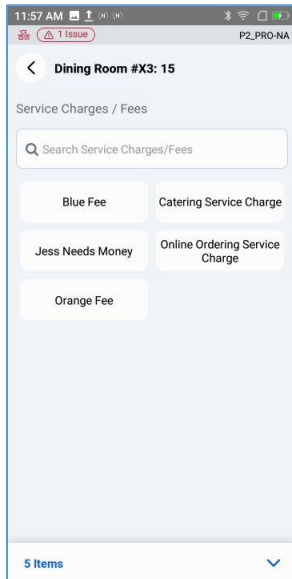 11:57 AM
1 Issue
P2_PRO-NA
Dining Room #X3: 15
Service Charges / Fees
Search Service Charges/Fees
Blue Fee
Catering Service Charge
Jess Needs Money
Online Ordering Service
Charge
Orange Fee
5 Items